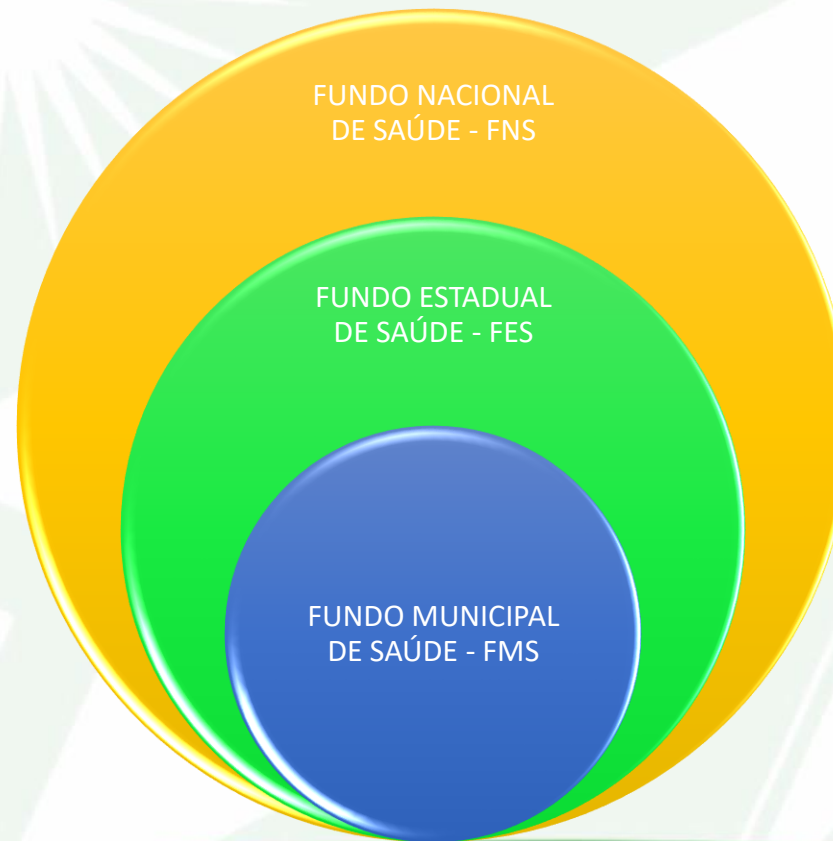 FUNDO NACIONAL
DE SAÚDE - FNS
FUNDO ESTADUAL
DE SAÚDE - FES
FUNDO MUNICIPAL
DE SAÚDE - FMS